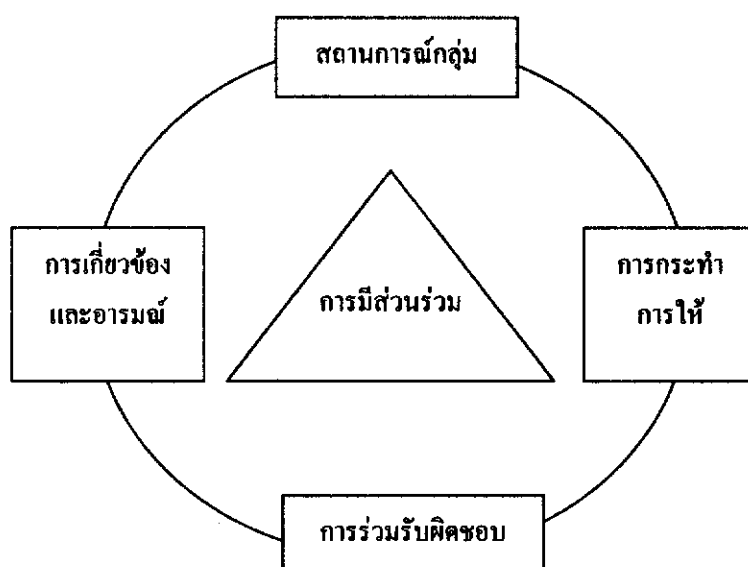 สถานการณ์กลุ่ม
การเกี่ยวข้อง
และอารมณ์
การมีส่วนร่วม
การกระทำ
การให้
การร่วมรับผิดชอบ